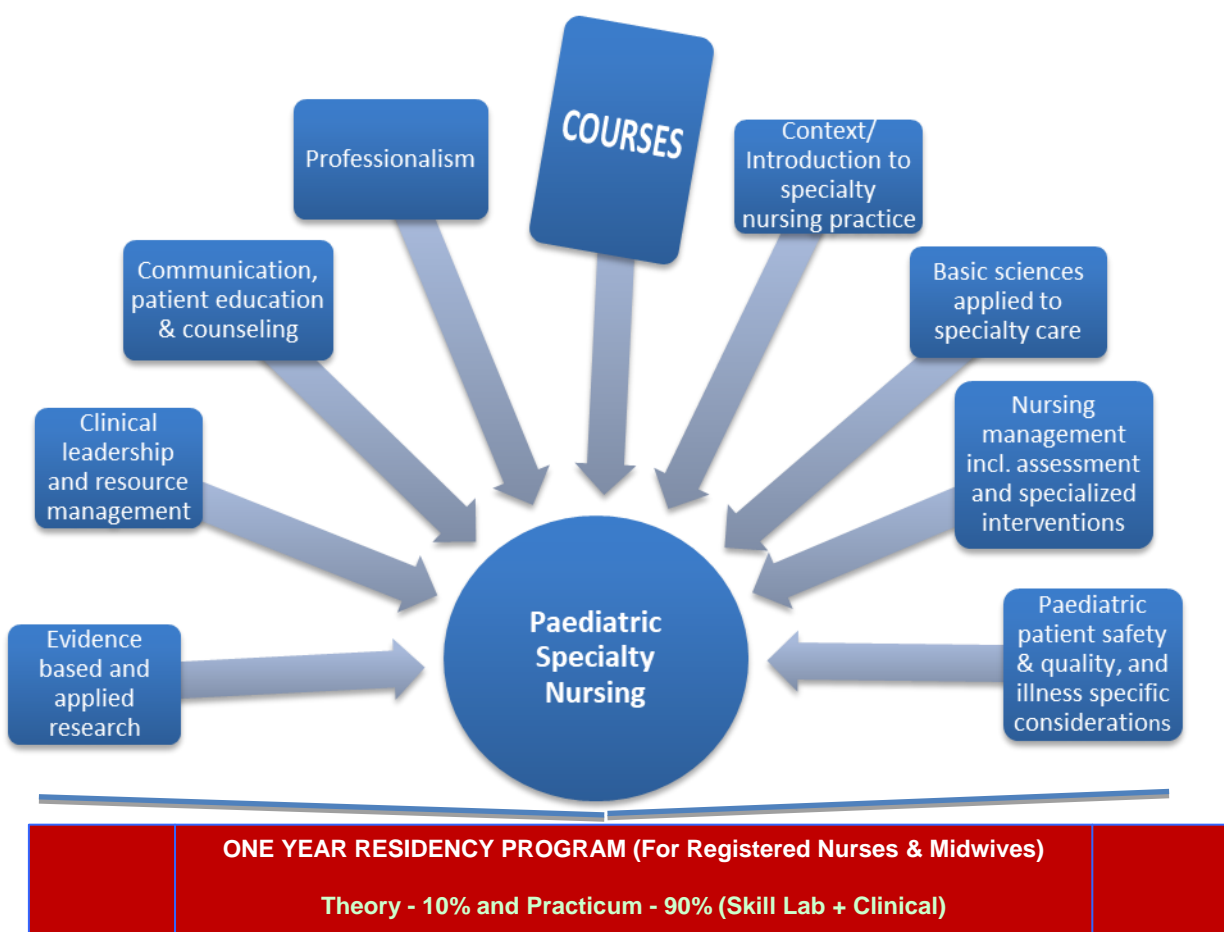 COURSES
Professionalism
Context/
Introduction to
specialty
nursing practice
Communication,
patient education
& counseling
Basic sciences
applied to
specialty care
Clinical
leadership
and resource
management
Nursing
management
incl. assessment
and specialized
interventions
Evidence
based and
applied
research
Paediatric
patient safety
& quality, and
illness specific
considerations
Paediatric
Specialty
Nursing
ONE YEAR RESIDENCY PROGRAM (For Registered Nurses & Midwives)
Theory - 10% and Practicum - 90% (Skill Lab + Clinical)